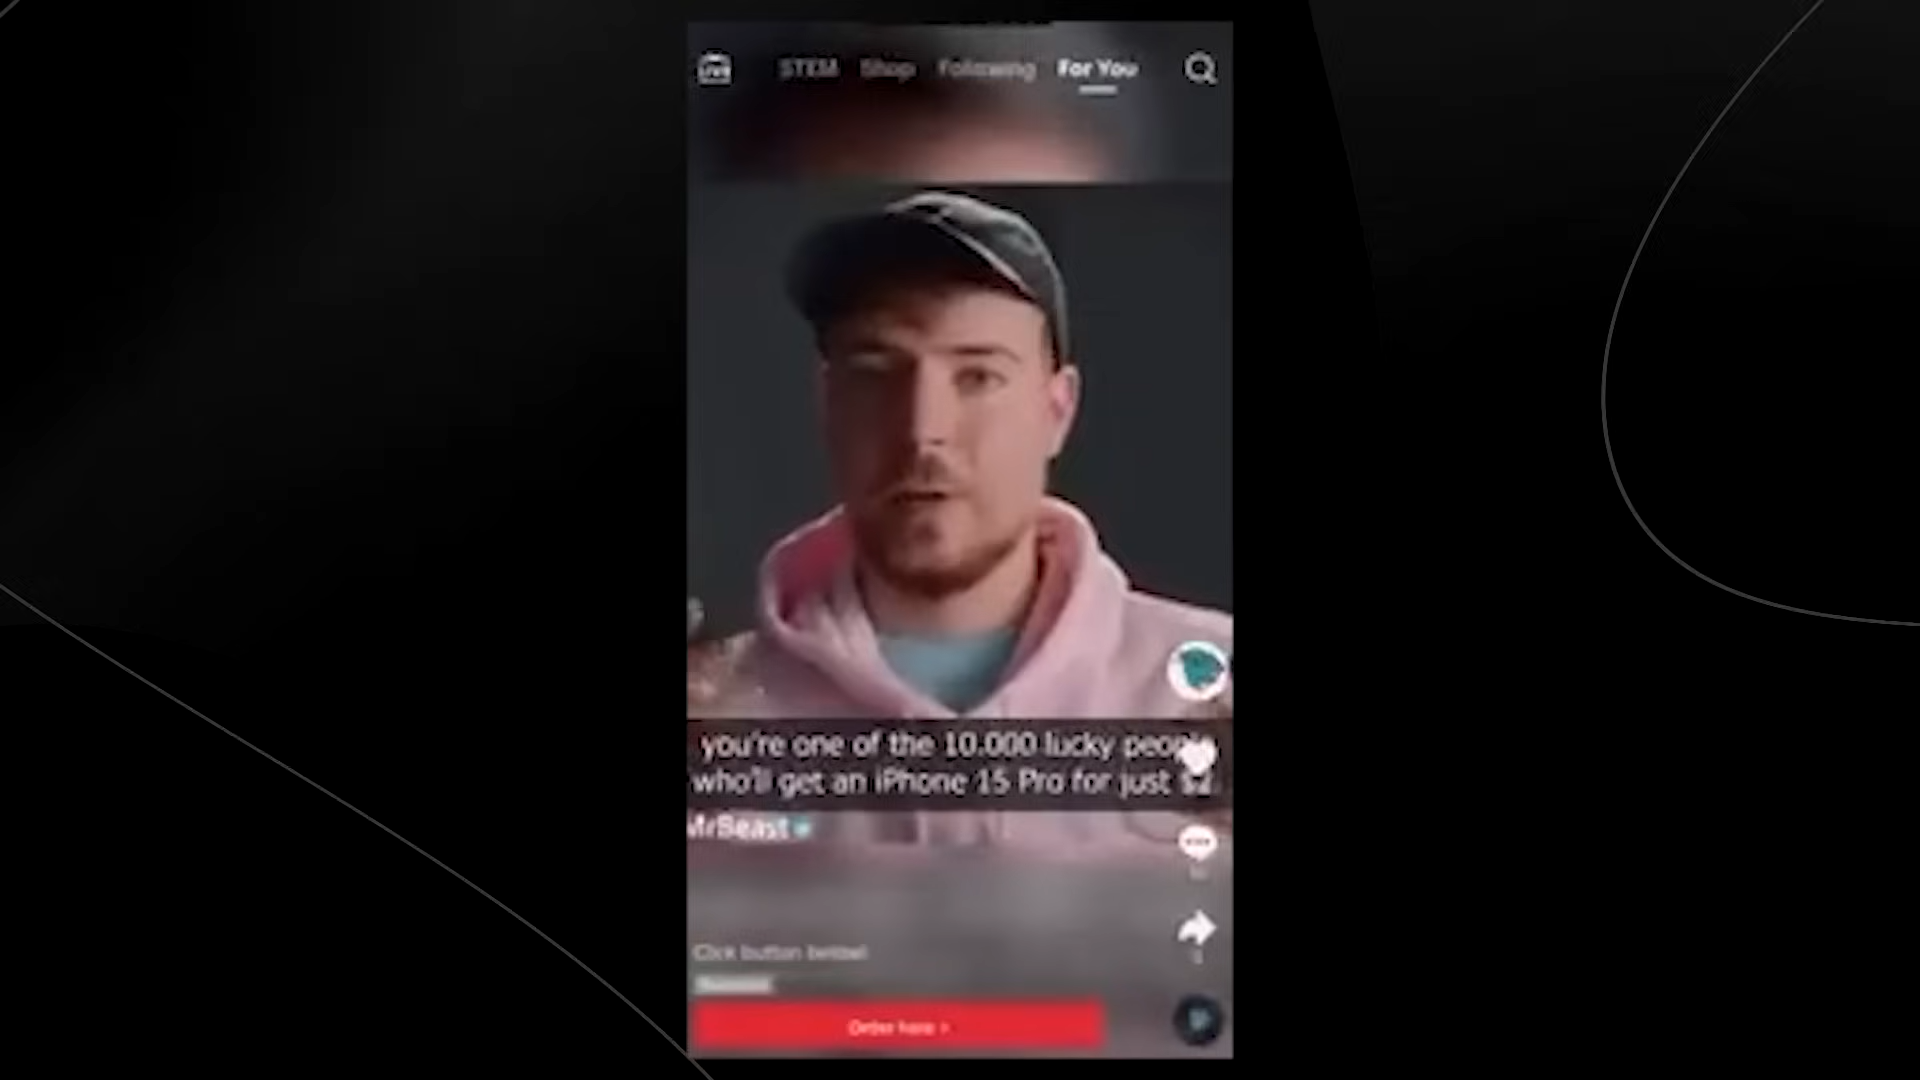 LIVE
STEM Shop Following For You
you're one of the 10.000 lucky people
who'll get an iPhone 15 Pro for just $2.
MrBeast
Click button below!
Order here >